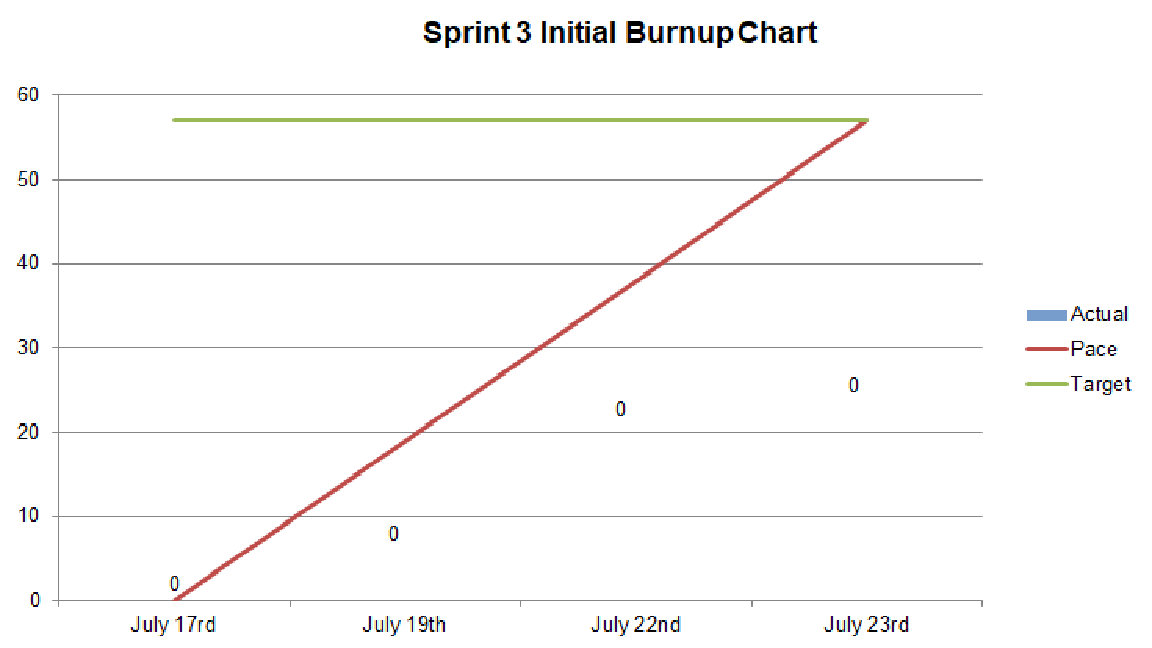 Sprint 3 Initial Burnup Chart
60
50
40
30
20
10
0
0
0
0
0
July 17rd
July 19th
July 22nd
July 23rd
Actual
Pace
Target